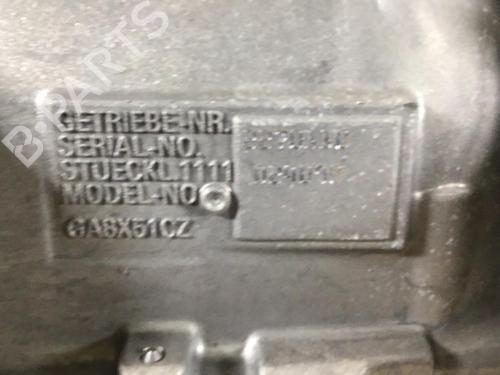 B-PARTS
GETRIEBE-NR.
SERIAL-NO.
STUECKL.1111
MODEL-NO
GA8X51CZ